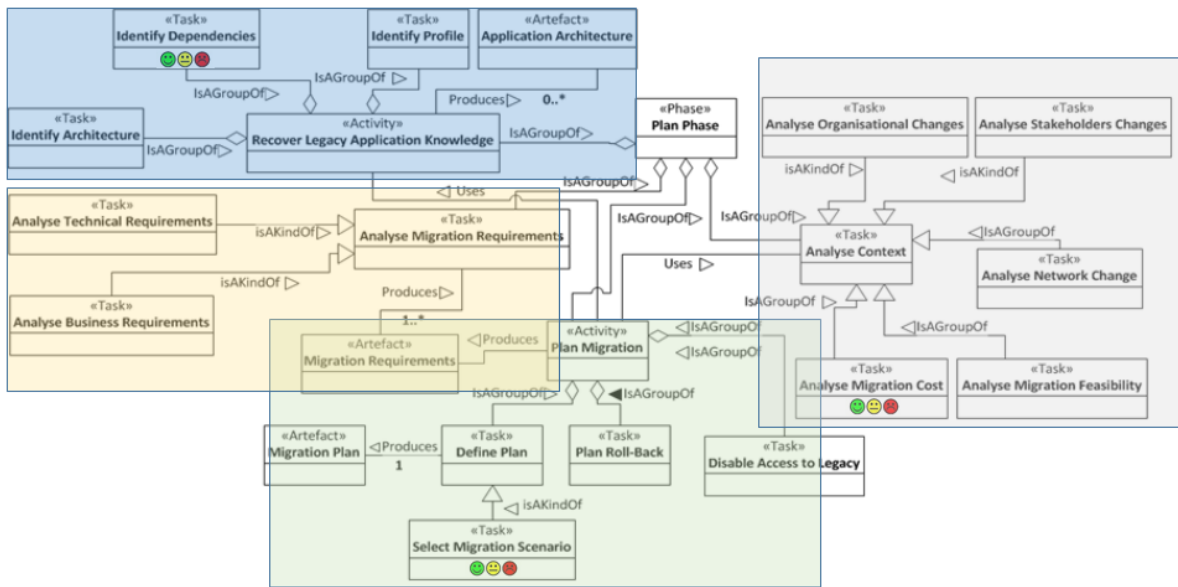 «Task»
Identify Dependencies
«Task»
Identify Profile
«Artefact»
Application Architecture
IsAGroupOf
IsAGroupOf
Produces
0..*
«Task»
Identify Architecture
IsAGroupOf
«Activity»
Recover Legacy Application Knowledge
IsAGroupOf
«Phase»
Plan Phase
«Task»
Analyse Organisational Changes
«Task»
Analyse Stakeholders Changes
isAKindOf
isAKindOf
Uses
IsAGroupOf
IsAGroupOf
IsAGroupOf
«Task»
Analyse Technical Requirements
isAKindOf
«Task»
Analyse Migration Requirements
«Task»
Analyse Context
IsAGroupOf
«Task»
Analyse Network Change
Uses
isAKindOf
Produces
1..*
«Task»
Analyse Business Requirements
IsAGroupOf
IsAGroupOf
«Artefact»
Migration Requirements
Produces
«Activity»
Plan Migration
IsAGroupOf
IsAGroupOf
«Task»
Analyse Migration Cost
«Task»
Analyse Migration Feasibility
IsAGroupOf
IsAGroupOf
«Artefact»
Migration Plan
Produces
1
«Task»
Define Plan
«Task»
Plan Roll-Back
«Task»
Disable Access to Legacy
isAKindOf
«Task»
Select Migration Scenario